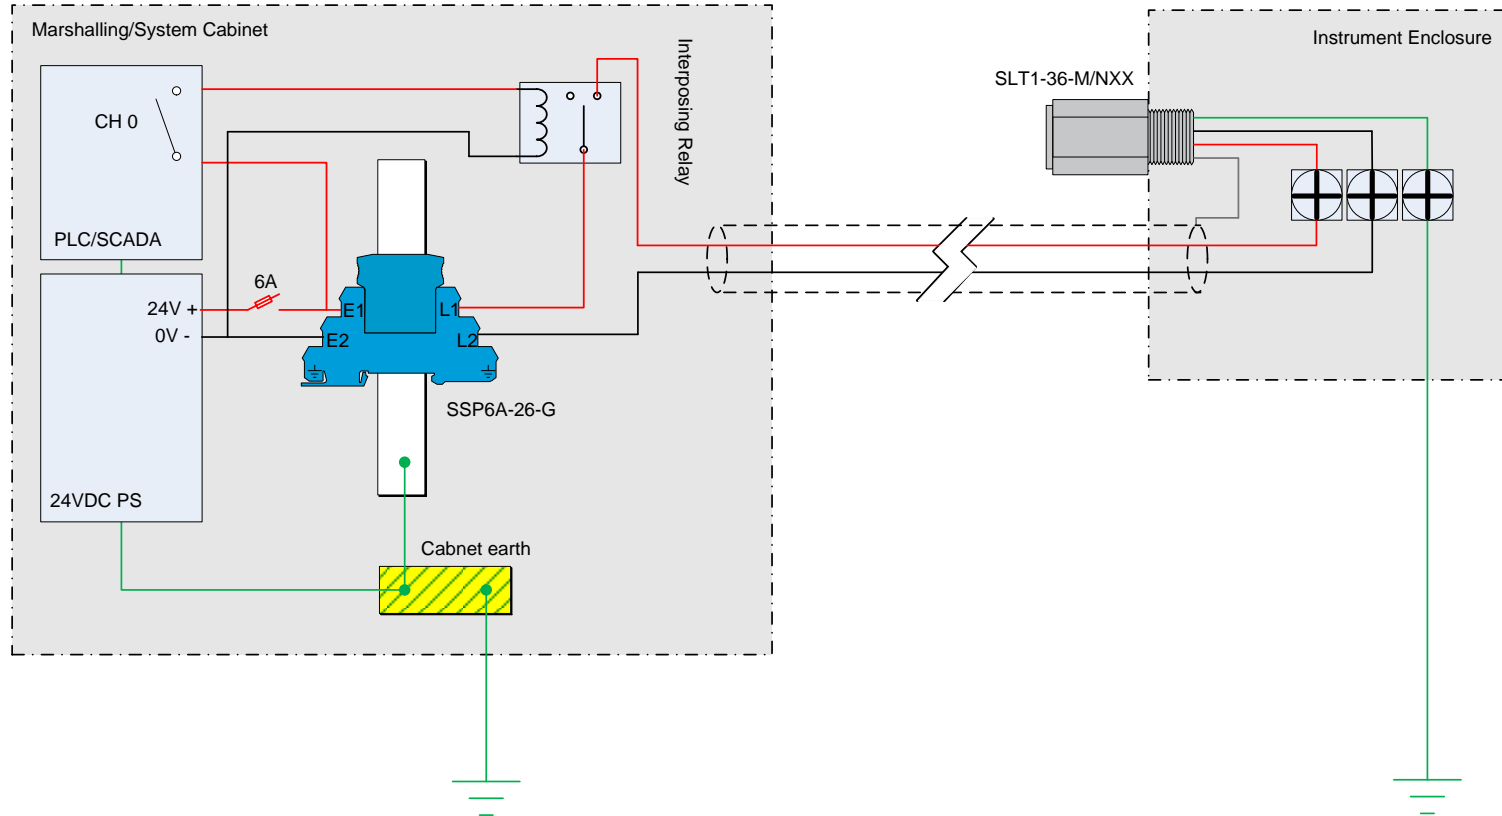 Marshalling/System Cabinet
Interposing Relay
Instrument Enclosure
SLT1-36-M/NXX
CH 0
PLC/SCADA
6A
24V +
0V -
E1
L1
E2
L2
SSP6A-26-G
24VDC PS
Cabnet earth